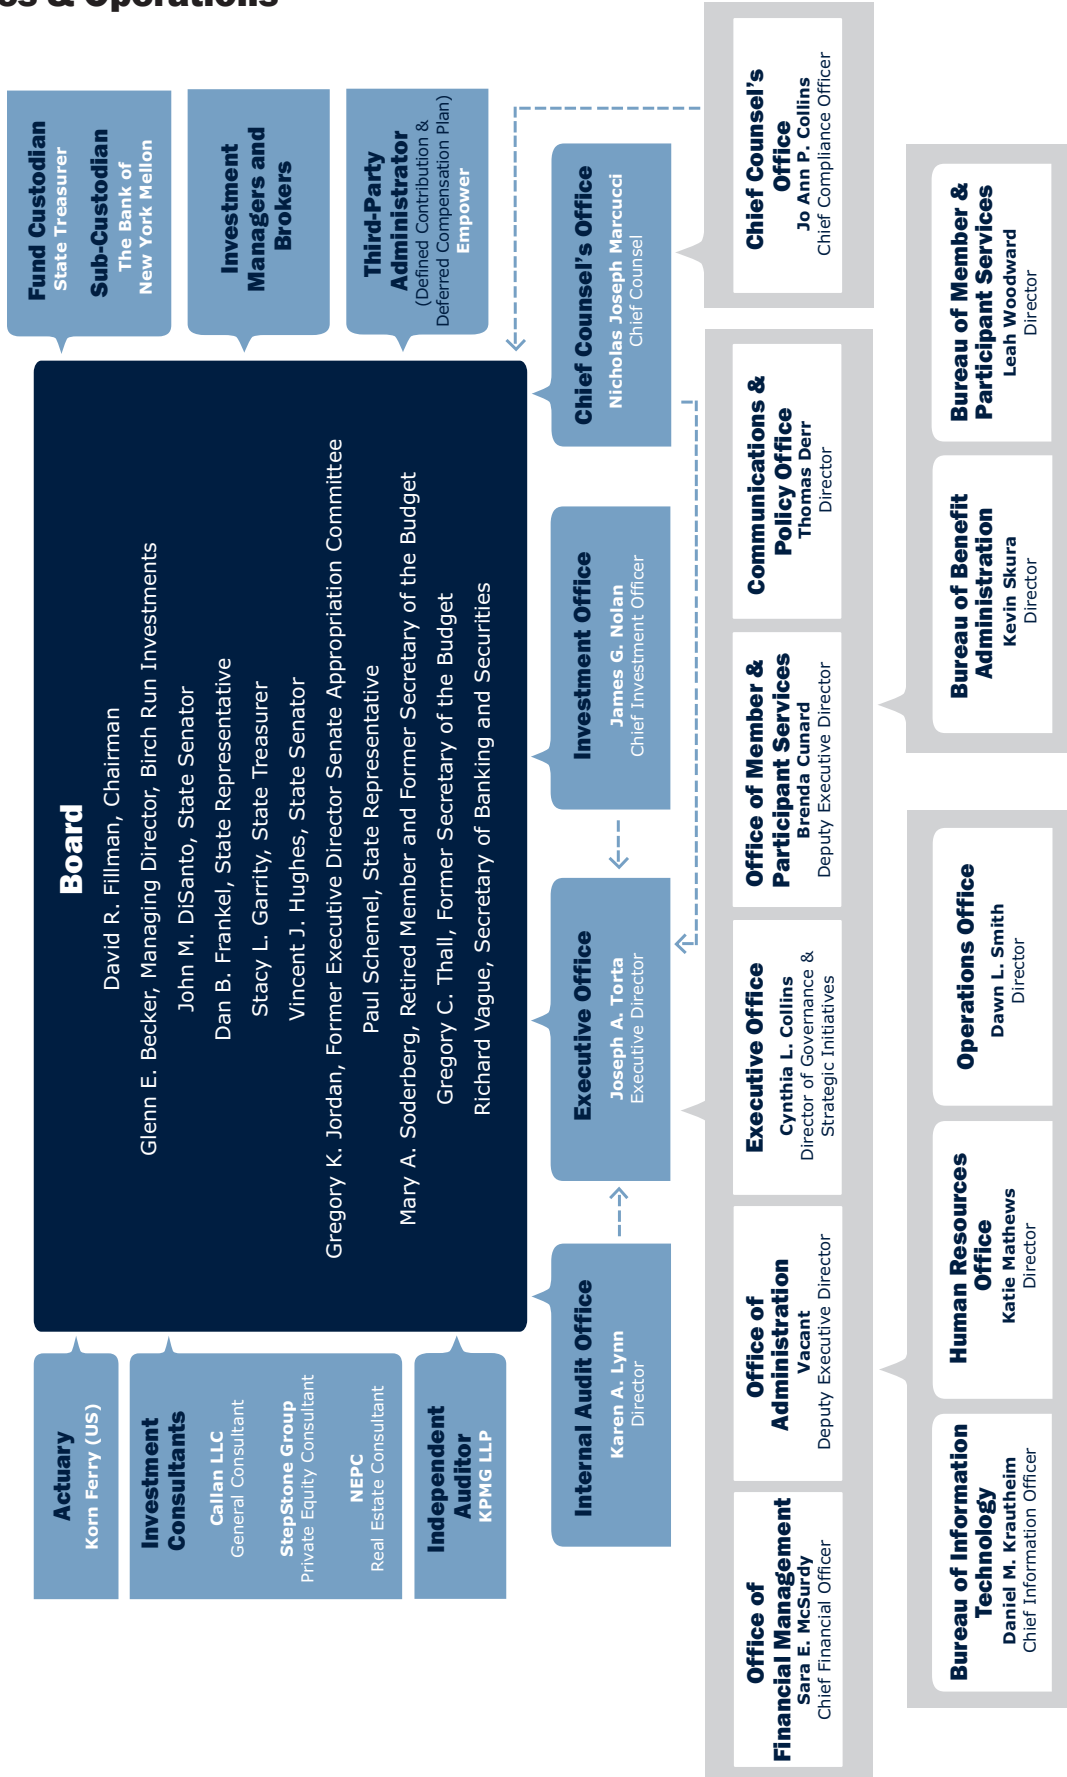 & Operations
Board
David R. Fillman, Chairman
Glenn E. Becker, Managing Director, Birch Run Investments
John M. DiSanto, State Senator
Dan B. Frankel, State Representative
Stacy L. Garrity, State Treasurer
Vincent J. Hughes, State Senator
Gregory K. Jordan, Former Executive Director Senate Appropriation Committee
Paul Schemel, State Representative
Mary A. Soderberg, Retired Member and Former Secretary of the Budget
Gregory C. Thall, Former Secretary of the Budget
Richard Vague, Secretary of Banking and Securities
Actuary
Korn Ferry (US)
Investment
Consultants
Callan LLC
General Consultant
StepStone Group
Private Equity Consultant
NEPC
Real Estate Consultant
Independent
Auditor
KPMG LLP
Fund Custodian
State Treasurer
Sub-Custodian
The Bank of
New York Mellon
Investment
Managers and
Brokers
Third-Party
Administrator
(Defined Contribution &
Deferred Compensation Plan)
Empower
Internal Audit Office
Karen A. Lynn
Director
Executive Office
Joseph A. Torta
Executive Director
Investment Office
James G. Nolan
Chief Investment Officer
Chief Counsel's Office
Nicholas Joseph Marcucci
Chief Counsel
Office of
Financial Management
Sara E. McSurdy
Chief Financial Officer
Office of
Administration
Vacant
Deputy Executive Director
Executive Office
Cynthia L. Collins
Director of Governance &
Strategic Initiatives
Office of Member &
Participant Services
Brenda Cunard
Deputy Executive Director
Communications &
Policy Office
Thomas Derr
Director
Chief Counsel's
Office
Jo Ann P. Collins
Chief Compliance Officer
Bureau of Information
Technology
Daniel M. Krautheim
Chief Information Officer
Human Resources
Office
Katie Mathews
Director
Operations Office
Dawn L. Smith
Director
Bureau of Benefit
Administration
Kevin Skura
Director
Bureau of Member &
Participant Services
Leah Woodward
Director